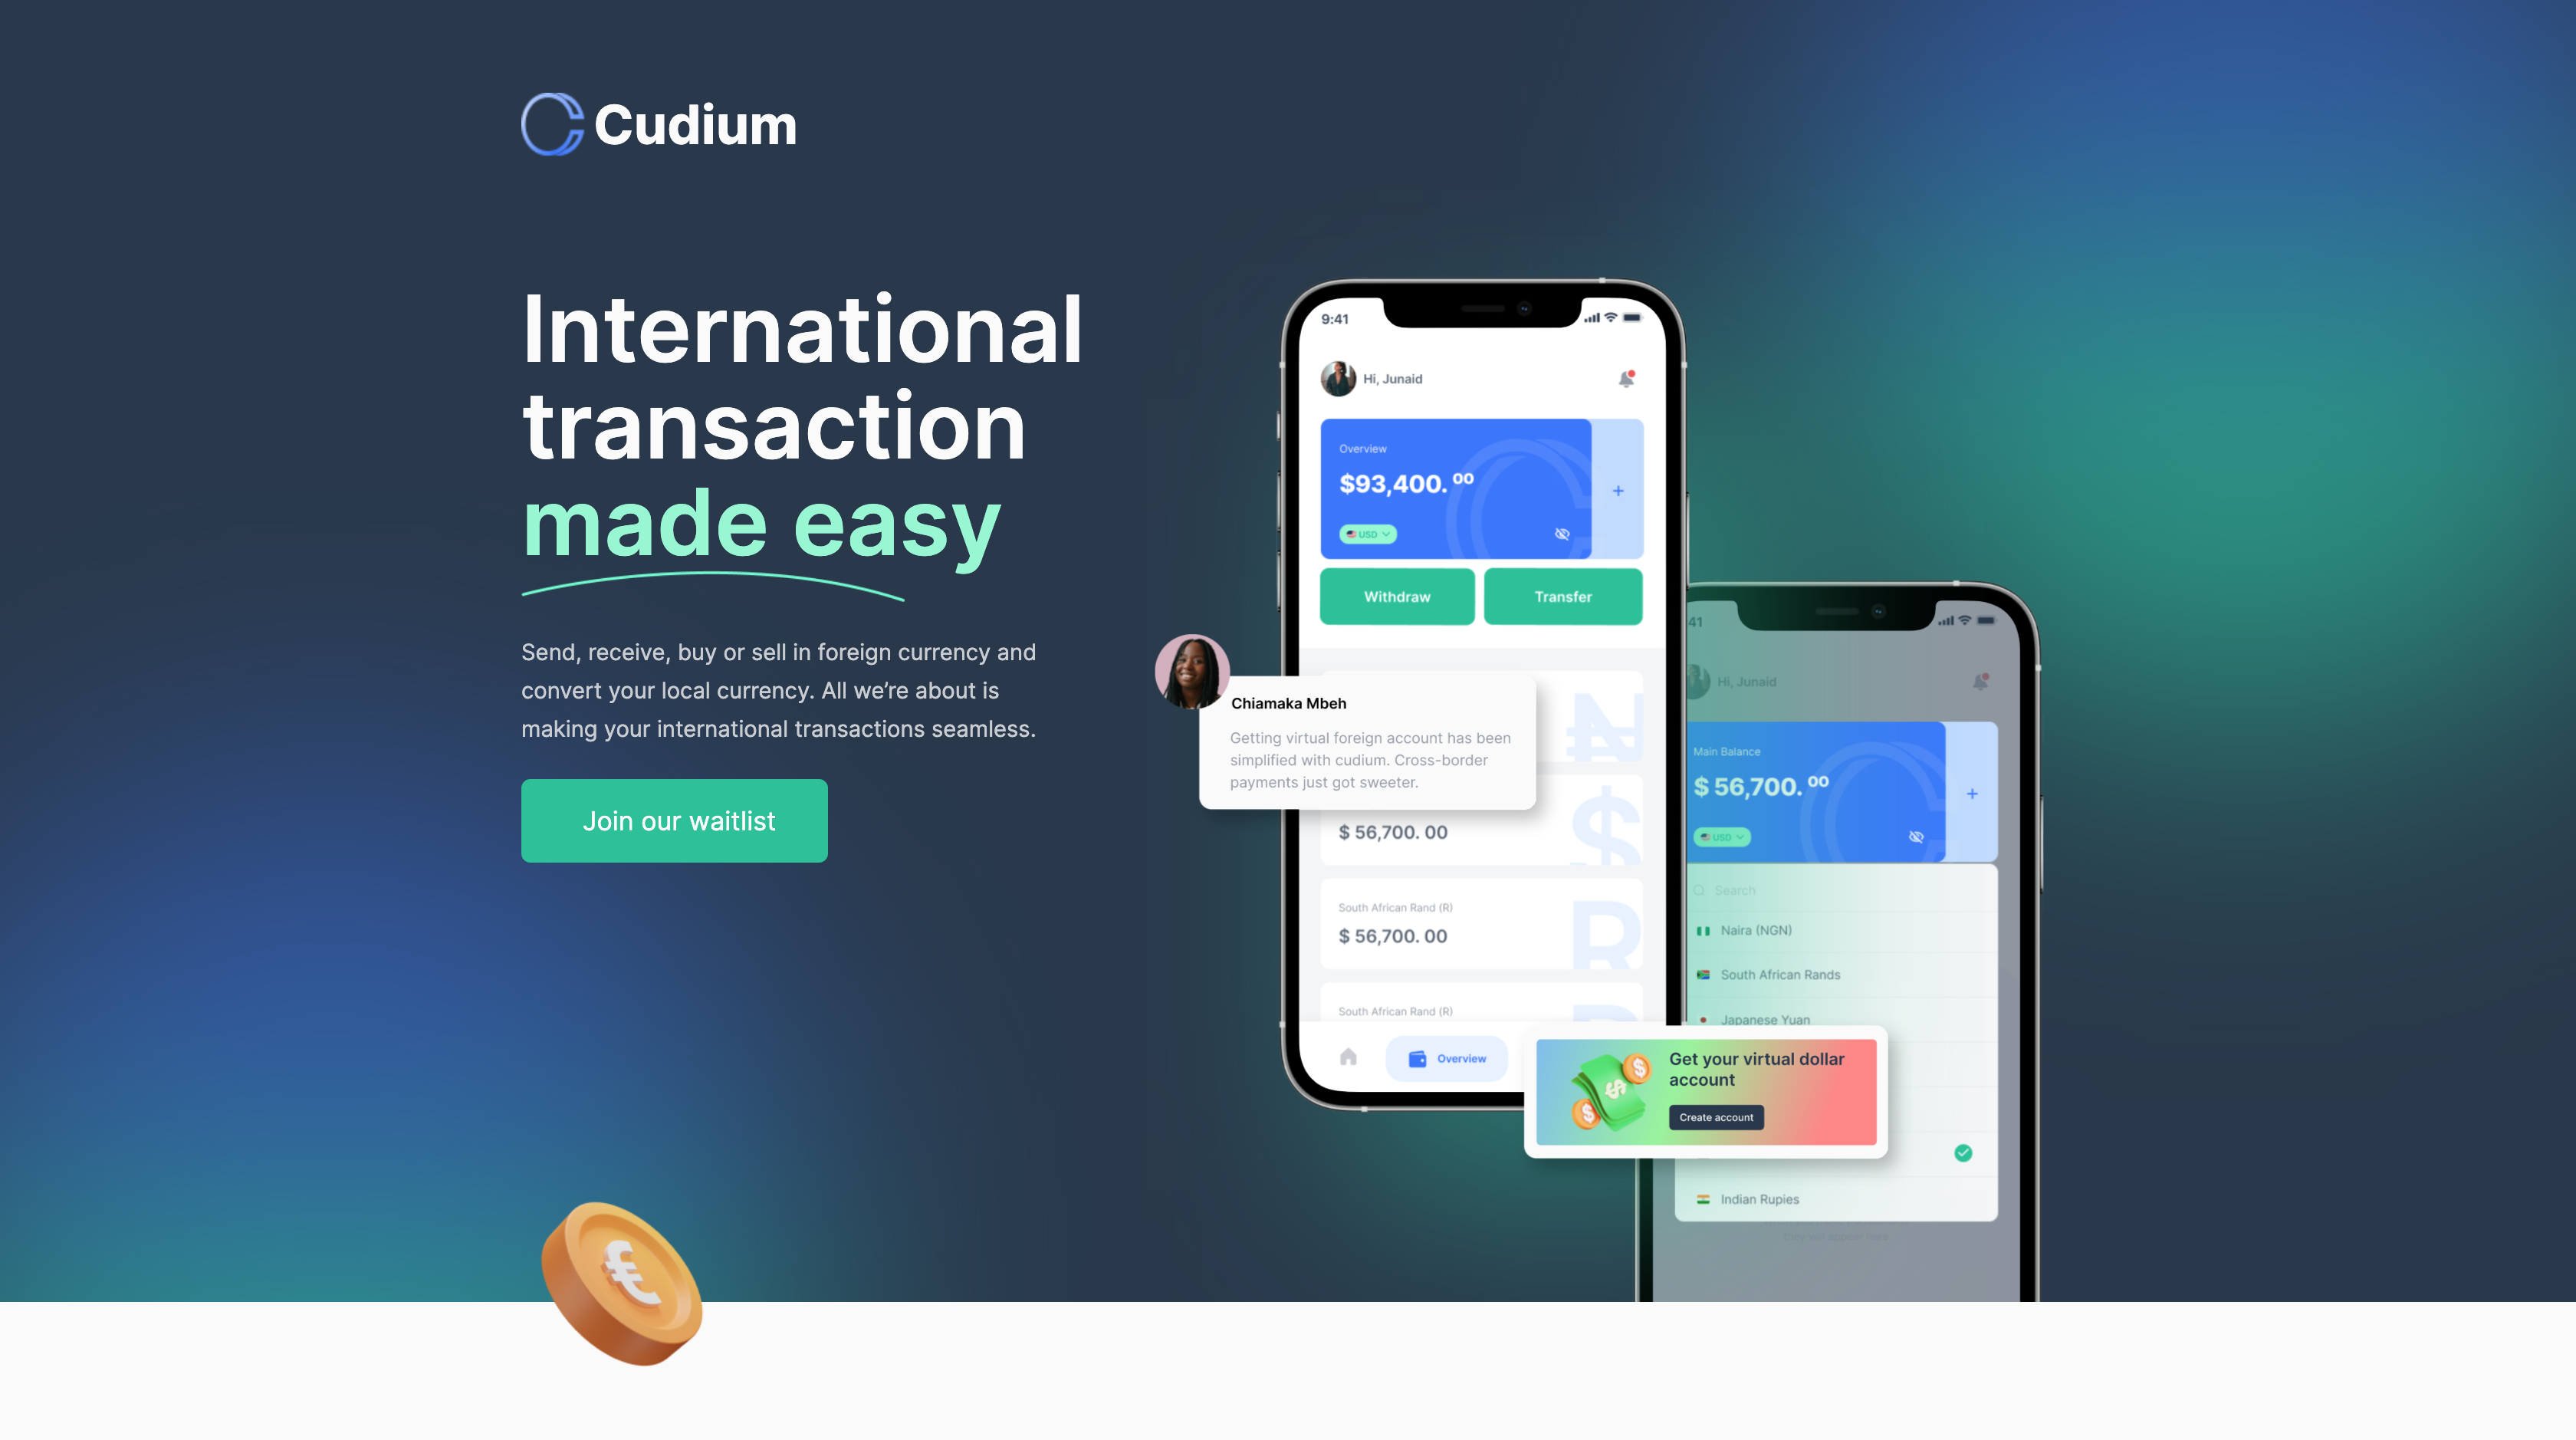 Cudium
International
transaction
made easy
Send, receive, buy or sell in foreign currency and
convert your local currency. All we’re about is
making your international transactions seamless.
Join our waitlist
9:41
Hi, Junaid
Overview
$93,400.00
USD
+
Withdraw
Transfer
Chiamaka Mbeh
Getting virtual foreign account has been
simplified with cudium. Cross-border
payments just got sweeter.
₦
$ 56,700. 00
$
South African Rand (R)
$ 56,700. 00
R
South African Rand (R)
Overview
41
Hi, Junaid
Main Balance
$ 56,700.00
USD
+
Search
Naira (NGN)
South African Rands
Japanese Yuan
Get your virtual dollar
account
Create account
Indian Rupies
they will appear here
€